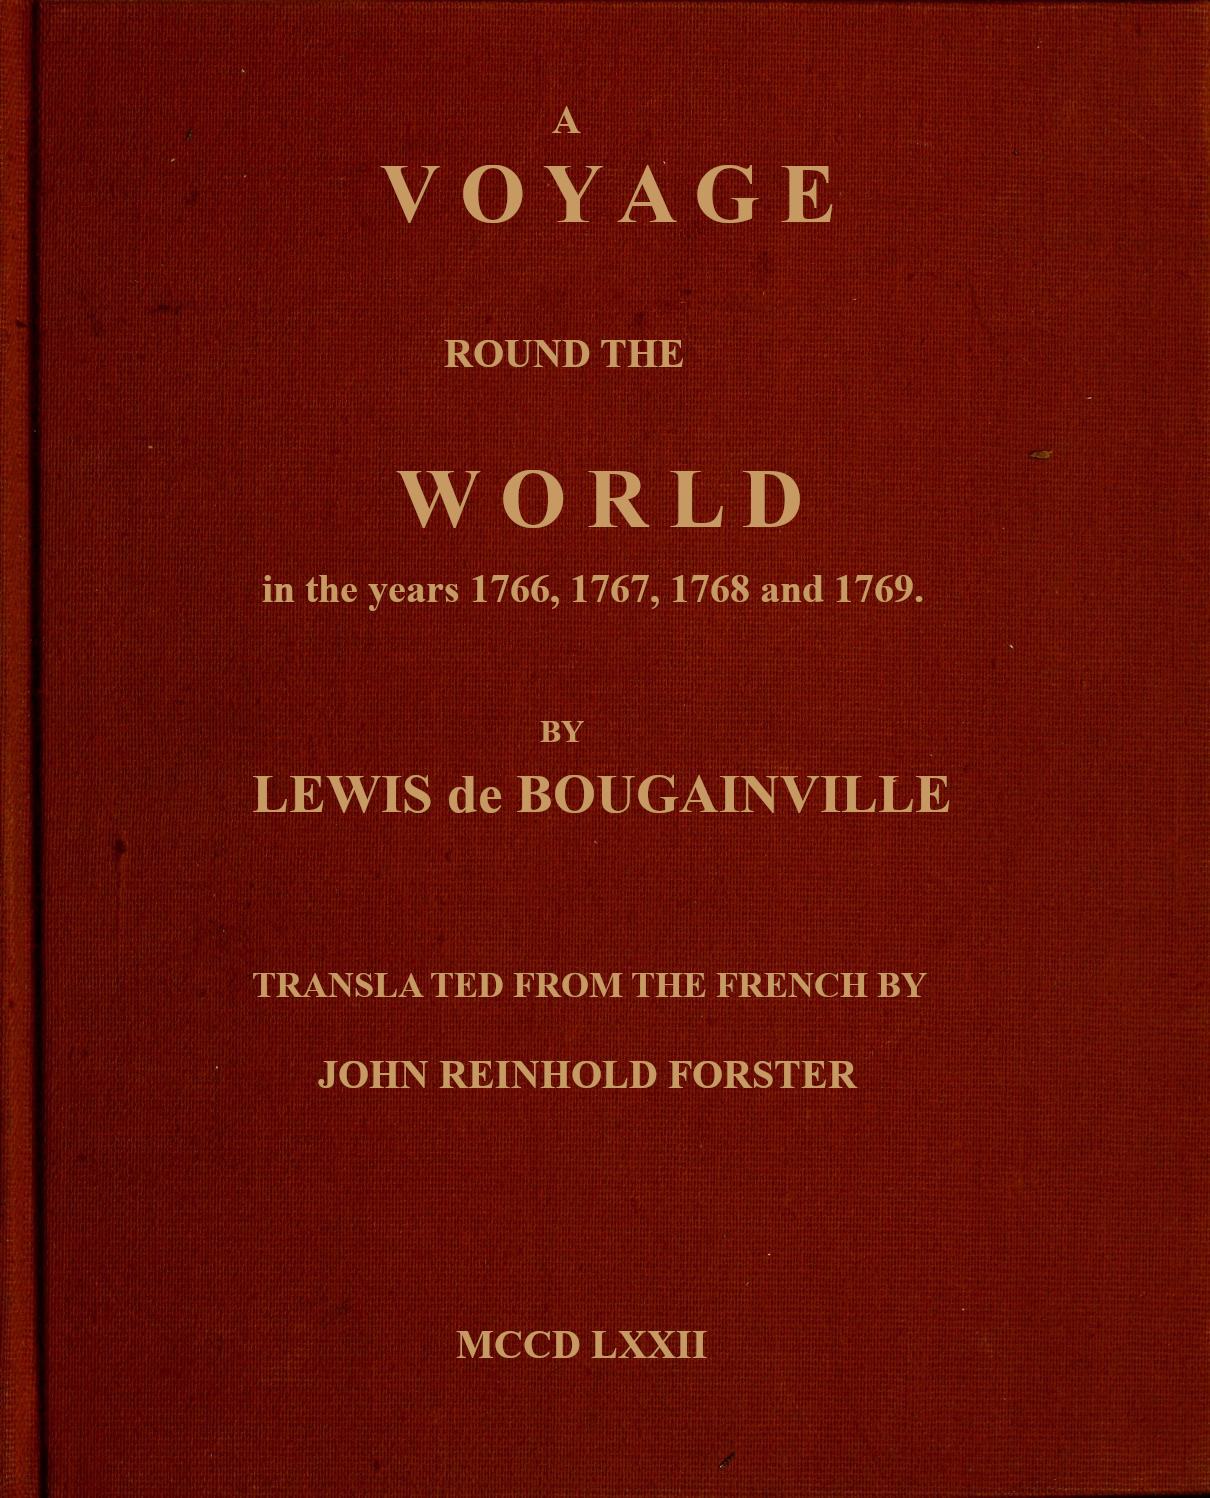 A
VOYAGE
ROUND THE
WORLD
in the years 1766, 1767, 1768 and 1769.
BY
LEWIS de BOUGAINVILLE
TRANSLA TED FROM THE FRENCH BY
JOHN REINHOLD FORSTER
MCCD LXXII